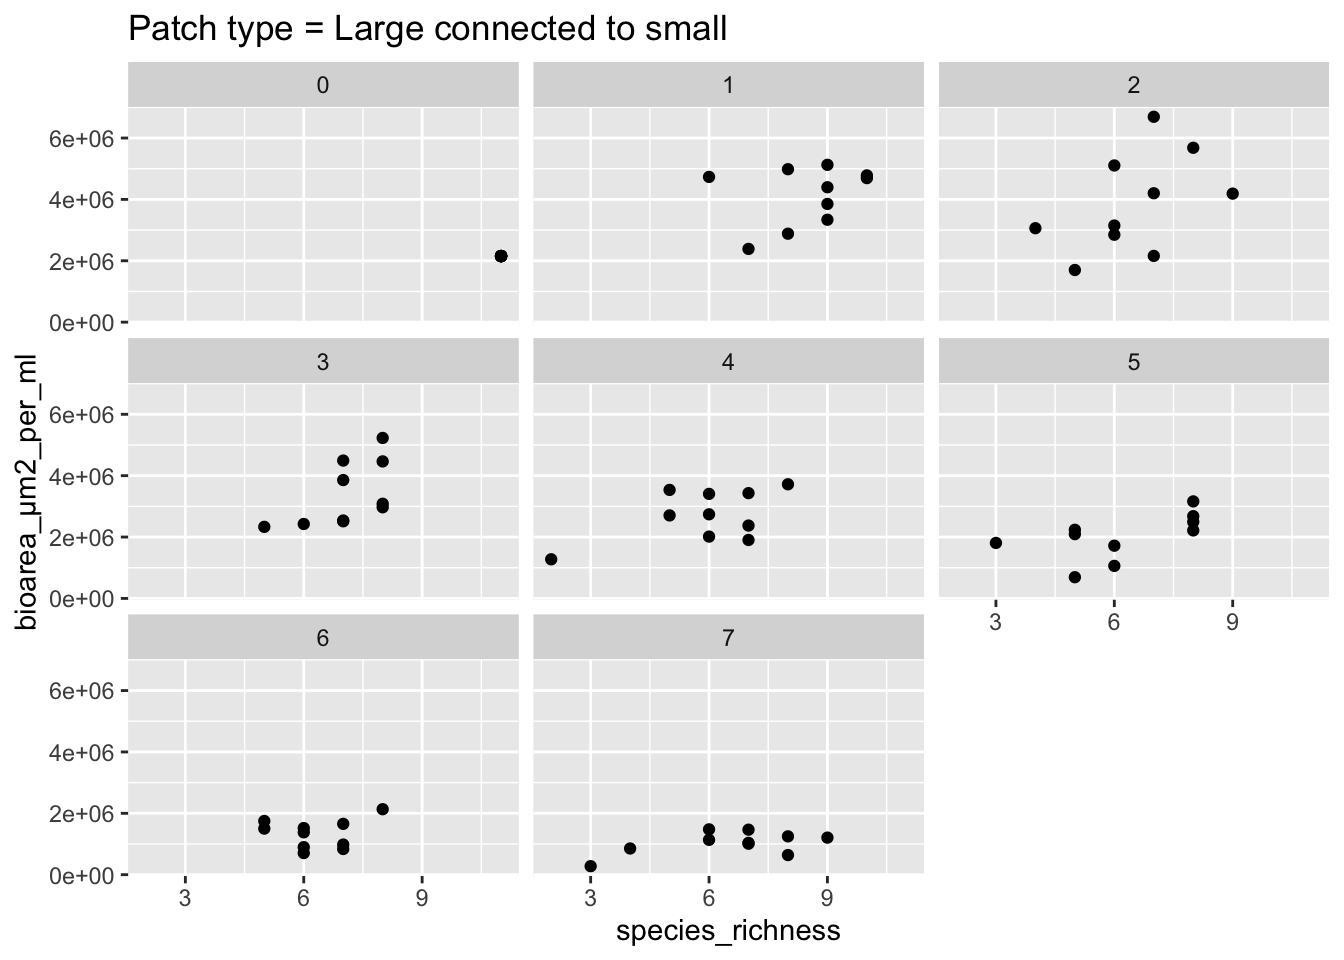 Patch type = Large connected to small
0
1
2
6e+06
4e+06
2e+06
0e+00
3
4
5
6e+06
4e+06
2e+06
0e+00
3 6 9
6
7
6e+06
4e+06
2e+06
0e+00
3 6 9
3 6 9
bioarea_µm2_per_ml
species_richness